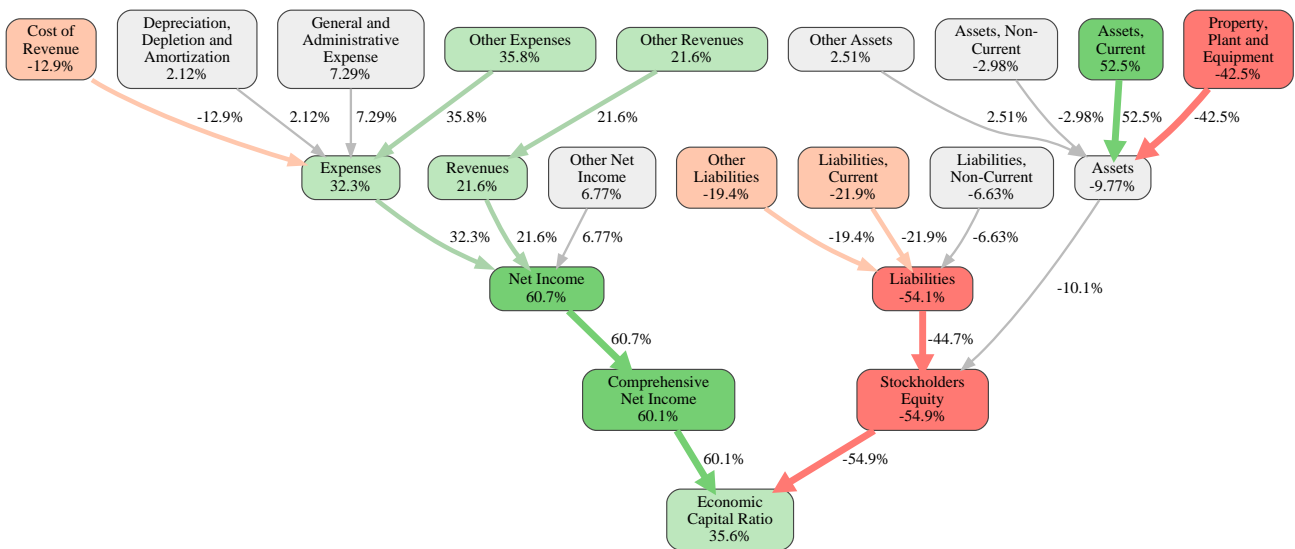 Cost of
Revenue
-12.9%
Depreciation,
Depletion and
Amortization
2.12%
General and
Administrative
Expense
7.29%
Other Expenses
35.8%
Other Revenues
21.6%
Other Assets
2.51%
Assets, Non-
Current
-2.98%
Assets,
Current
52.5%
Property,
Plant and
Equipment
-42.5%
-12.9%
2.12%
7.29%
35.8%
21.6%
2.51%
-2.98%
52.5%
-42.5%
Expenses
32.3%
Revenues
21.6%
Other Net
Income
6.77%
Other
Liabilities
-19.4%
Liabilities,
Current
-21.9%
Liabilities,
Non-Current
-6.63%
Assets
-9.77%
32.3%
21.6%
6.77%
-19.4%
-21.9%
-6.63%
-10.1%
Net Income
60.7%
Liabilities
-54.1%
60.7%
-44.7%
Comprehensive
Net Income
60.1%
Stockholders
Equity
-54.9%
60.1%
-54.9%
Economic
Capital Ratio
35.6%